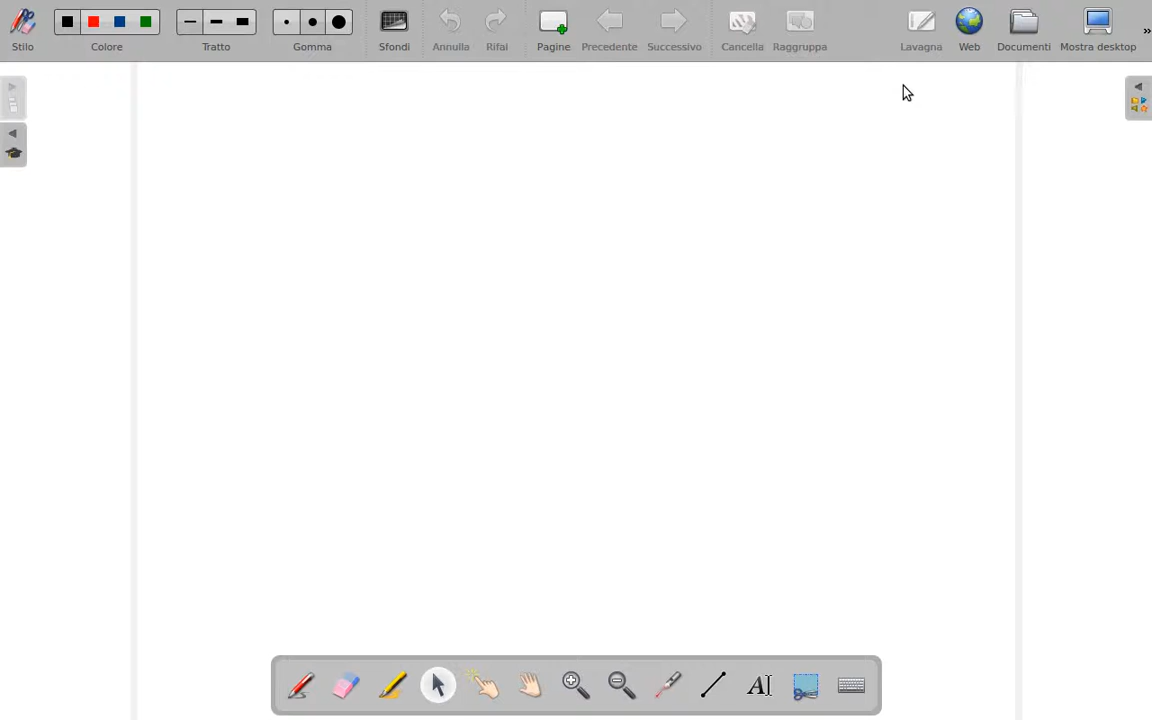 Stilo Colore Tratto Gomma Sfondi Annulla Rifai Pagine Precedente Successivo Cancella Raggruppa Lavagna Web Documenti Mostra desktop »
A